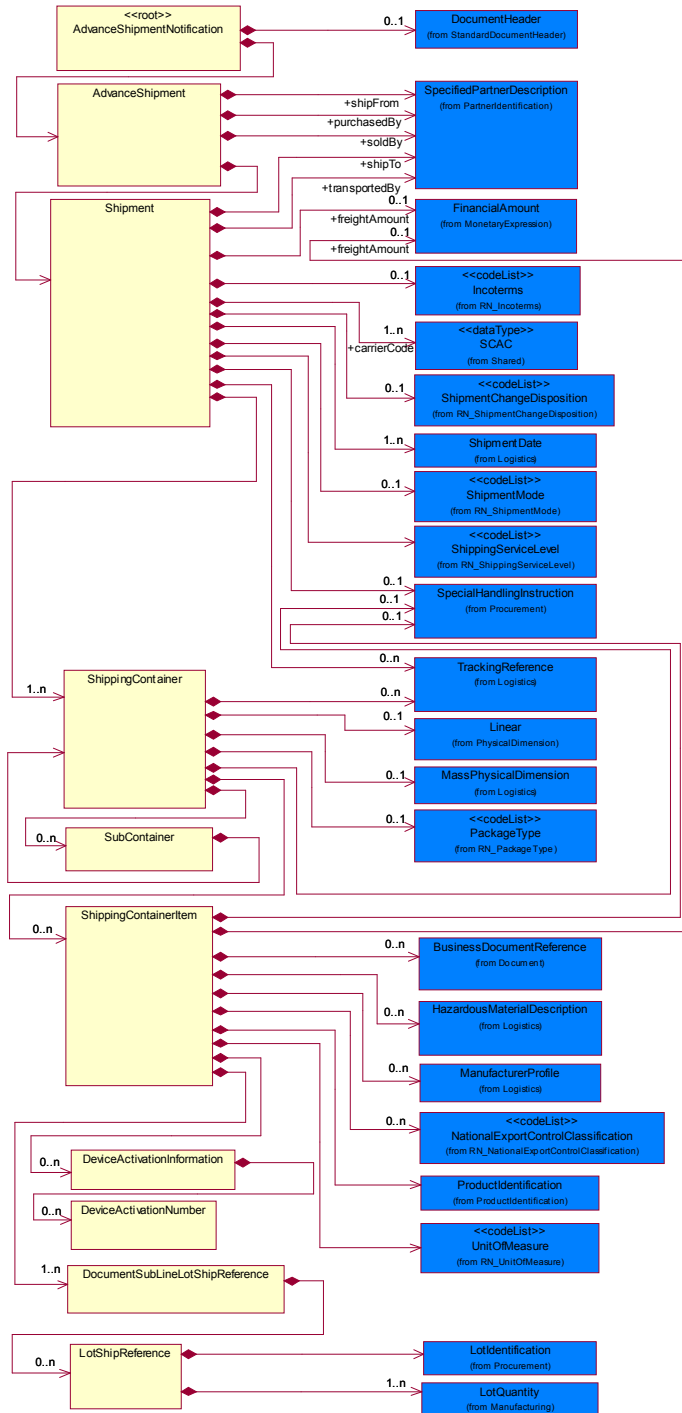 <<root>>
AdvanceShipmentNotification
0..1
DocumentHeader
(from StandardDocumentHeader)
AdvanceShipment
+shipFrom
+purchasedBy
+soldBy
+shipTo
+transportedBy
SpecifiedPartnerDescription
(from PartnerIdentification)
Shipment
0..1
+freightAmount
0..1
+freightAmount
FinancialAmount
(from MonetaryExpression)
0..1
<<codeList>>
Incoterms
(from RN_Incoterms)
1..n
+carrierCode
<<dataType>>
SCAC
(from Shared)
0..1
<<codeList>>
ShipmentChangeDisposition
(from RN_ShipmentChangeDisposition)
1..n
ShipmentDate
(from Logistics)
0..1
<<codeList>>
ShipmentMode
(from RN_ShipmentMode)
<<codeList>>
ShippingServiceLevel
(from RN_ShippingServiceLevel)
0..1
0..1
0..1
SpecialHandlingInstruction
(from Procurement)
1..n
ShippingContainer
0..n
0..n
TrackingReference
(from Logistics)
0..1
Linear
(from PhysicalDimension)
0..1
MassPhysicalDimension
(from Logistics)
0..1
<<codeList>>
PackageType
(from RN_PackageType)
0..n
SubContainer
0..n
ShippingContainerItem
0..n
BusinessDocumentReference
(from Document)
0..n
HazardousMaterialDescription
(from Logistics)
0..n
ManufacturerProfile
(from Logistics)
0..n
<<codeList>>
NationalExportControlClassification
(from RN_NationalExportControlClassification)
0..n
DeviceActivationInformation
ProductIdentification
(from ProductIdentification)
0..n
DeviceActivationNumber
<<codeList>>
UnitOfMeasure
(from RN_UnitOfMeasure)
1..n
DocumentSubLineLotShipReference
0..n
LotShipReference
LotIdentification
(from Procurement)
1..n
LotQuantity
(from Manufacturing)